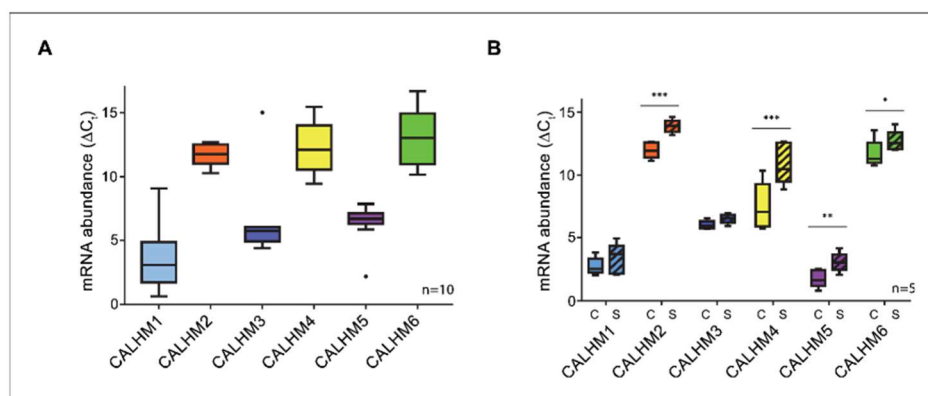 A
mRNA abundance (ΔCₜ)
15
10
5
0
n=10
CALHM1
CALHM2
CALHM3
CALHM4
CALHM5
CALHM6
B
mRNA abundance (ΔCₜ)
15
10
5
0
***
***
**
*
n=5
C S C S C S C S C S C S
CALHM1
CALHM2
CALHM3
CALHM4
CALHM5
CALHM6